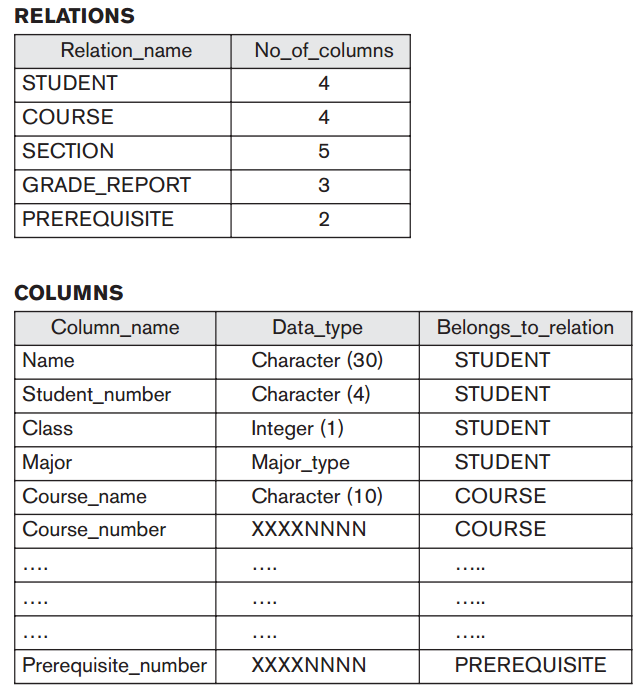 RELATIONS
Relation_name No_of_columns
STUDENT 4
COURSE 4
SECTION 5
GRADE_REPORT 3
PREREQUISITE 2
COLUMNS
Column_name Data_type Belongs_to_relation
Name Character (30) STUDENT
Student_number Character (4) STUDENT
Class Integer (1) STUDENT
Major Major_type STUDENT
Course_name Character (10) COURSE
Course_number XXXXNNNN COURSE
…. …. …..
…. …. …..
…. …. …..
Prerequisite_number XXXXNNNN PREREQUISITE